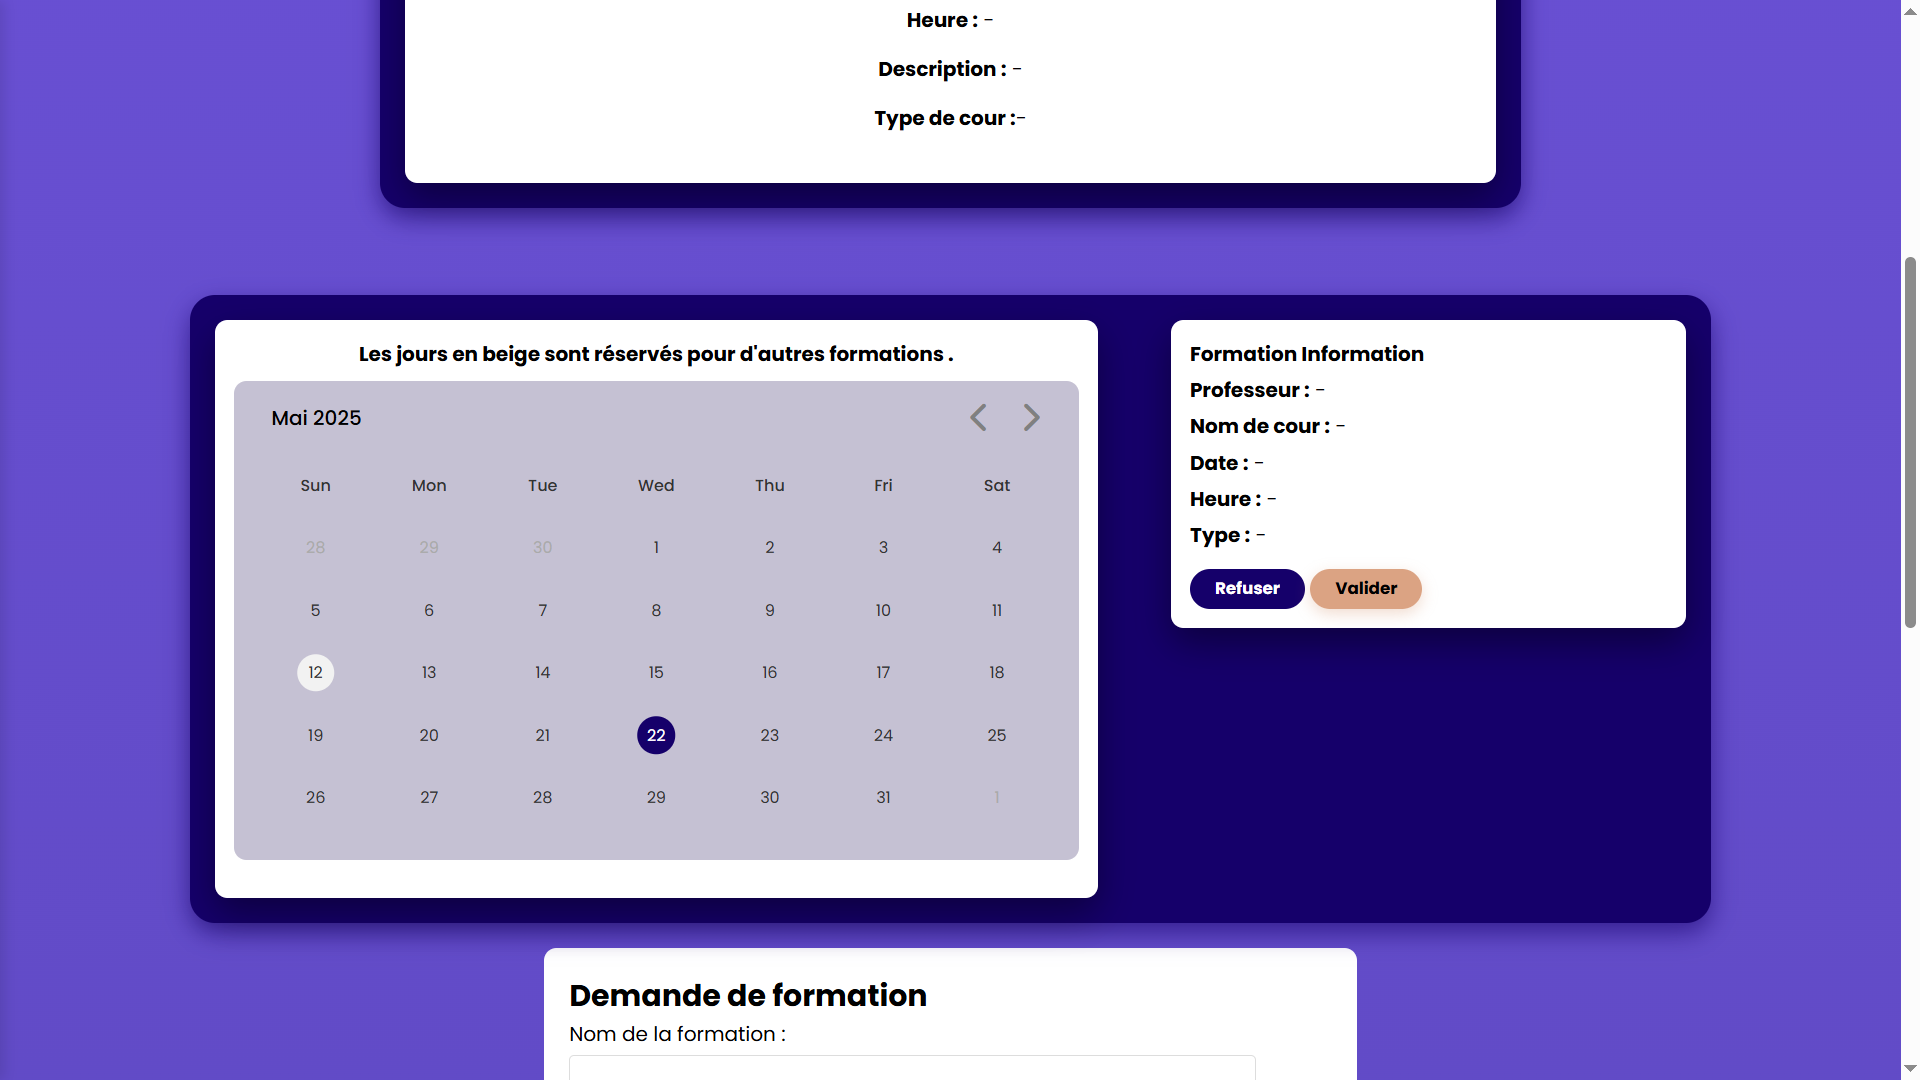 Heure : -
Description : -
Type de cour :-
Les jours en beige sont réservés pour d'autres formations .
Mai 2025
Sun Mon Tue Wed Thu Fri Sat
28 29 30 1 2 3 4
5 6 7 8 9 10 11
12 13 14 15 16 17 18
19 20 21 22 23 24 25
26 27 28 29 30 31 1
Formation Information
Professeur : -
Nom de cour : -
Date : -
Heure : -
Type : -
Refuser Valider
Demande de formation
Nom de la formation :